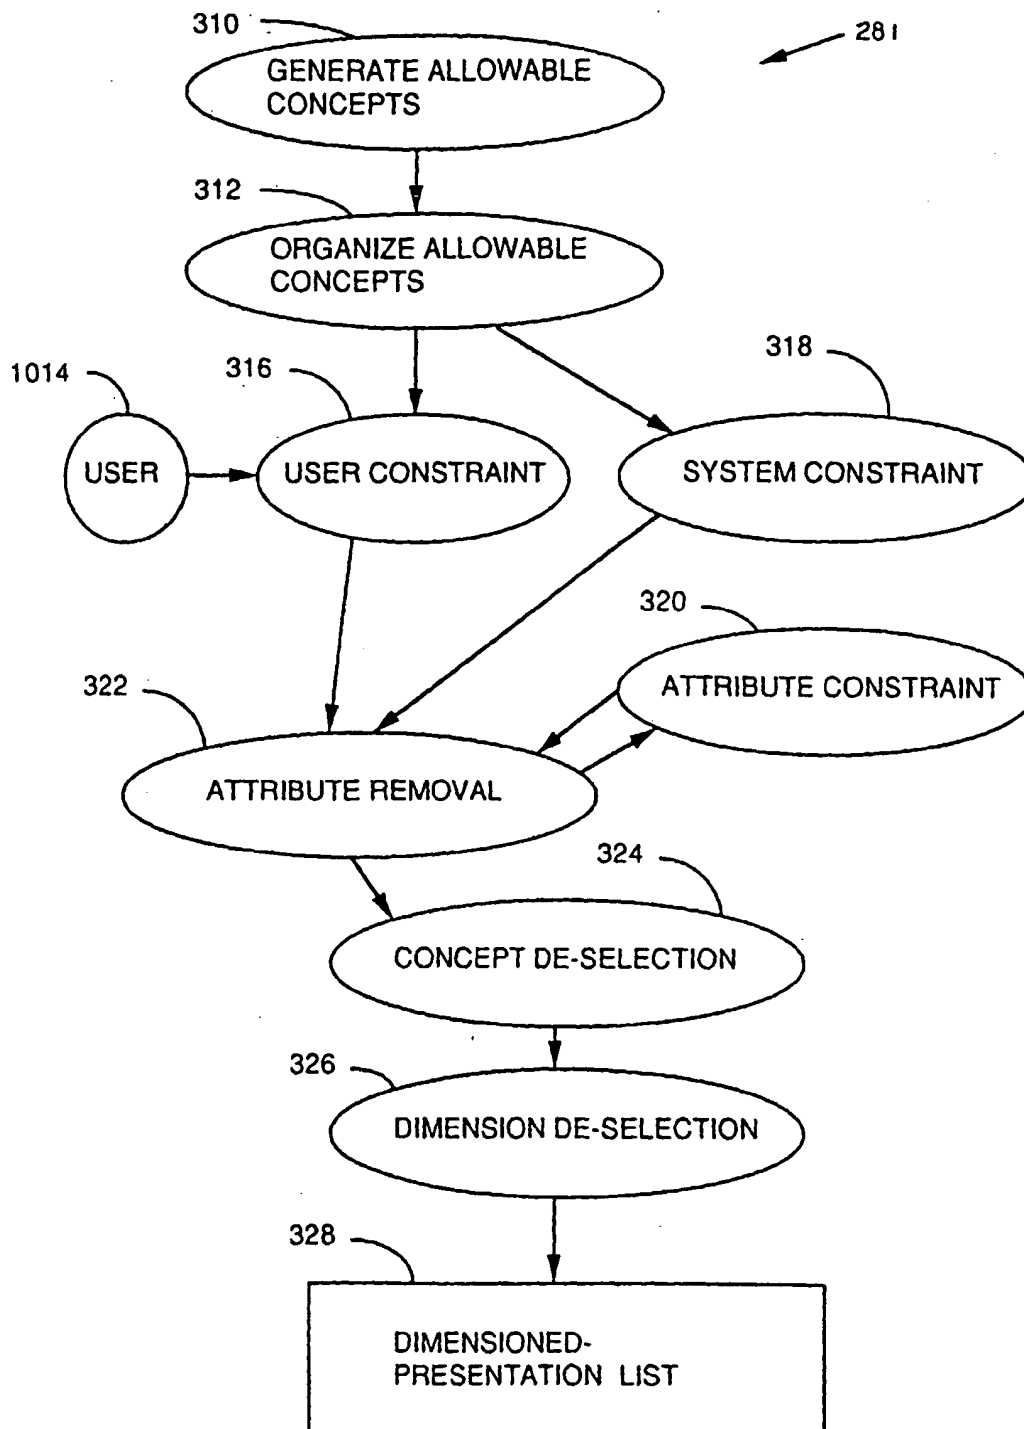 310
281
GENERATE ALLOWABLE
CONCEPTS
312
ORGANIZE ALLOWABLE
CONCEPTS
318
316
1014
USER
USER CONSTRAINT
SYSTEM CONSTRAINT
320
322
ATTRIBUTE CONSTRAINT
ATTRIBUTE REMOVAL
324
CONCEPT DE-SELECTION
326
DIMENSION DE-SELECTION
328
DIMENSIONED-
PRESENTATION LIST